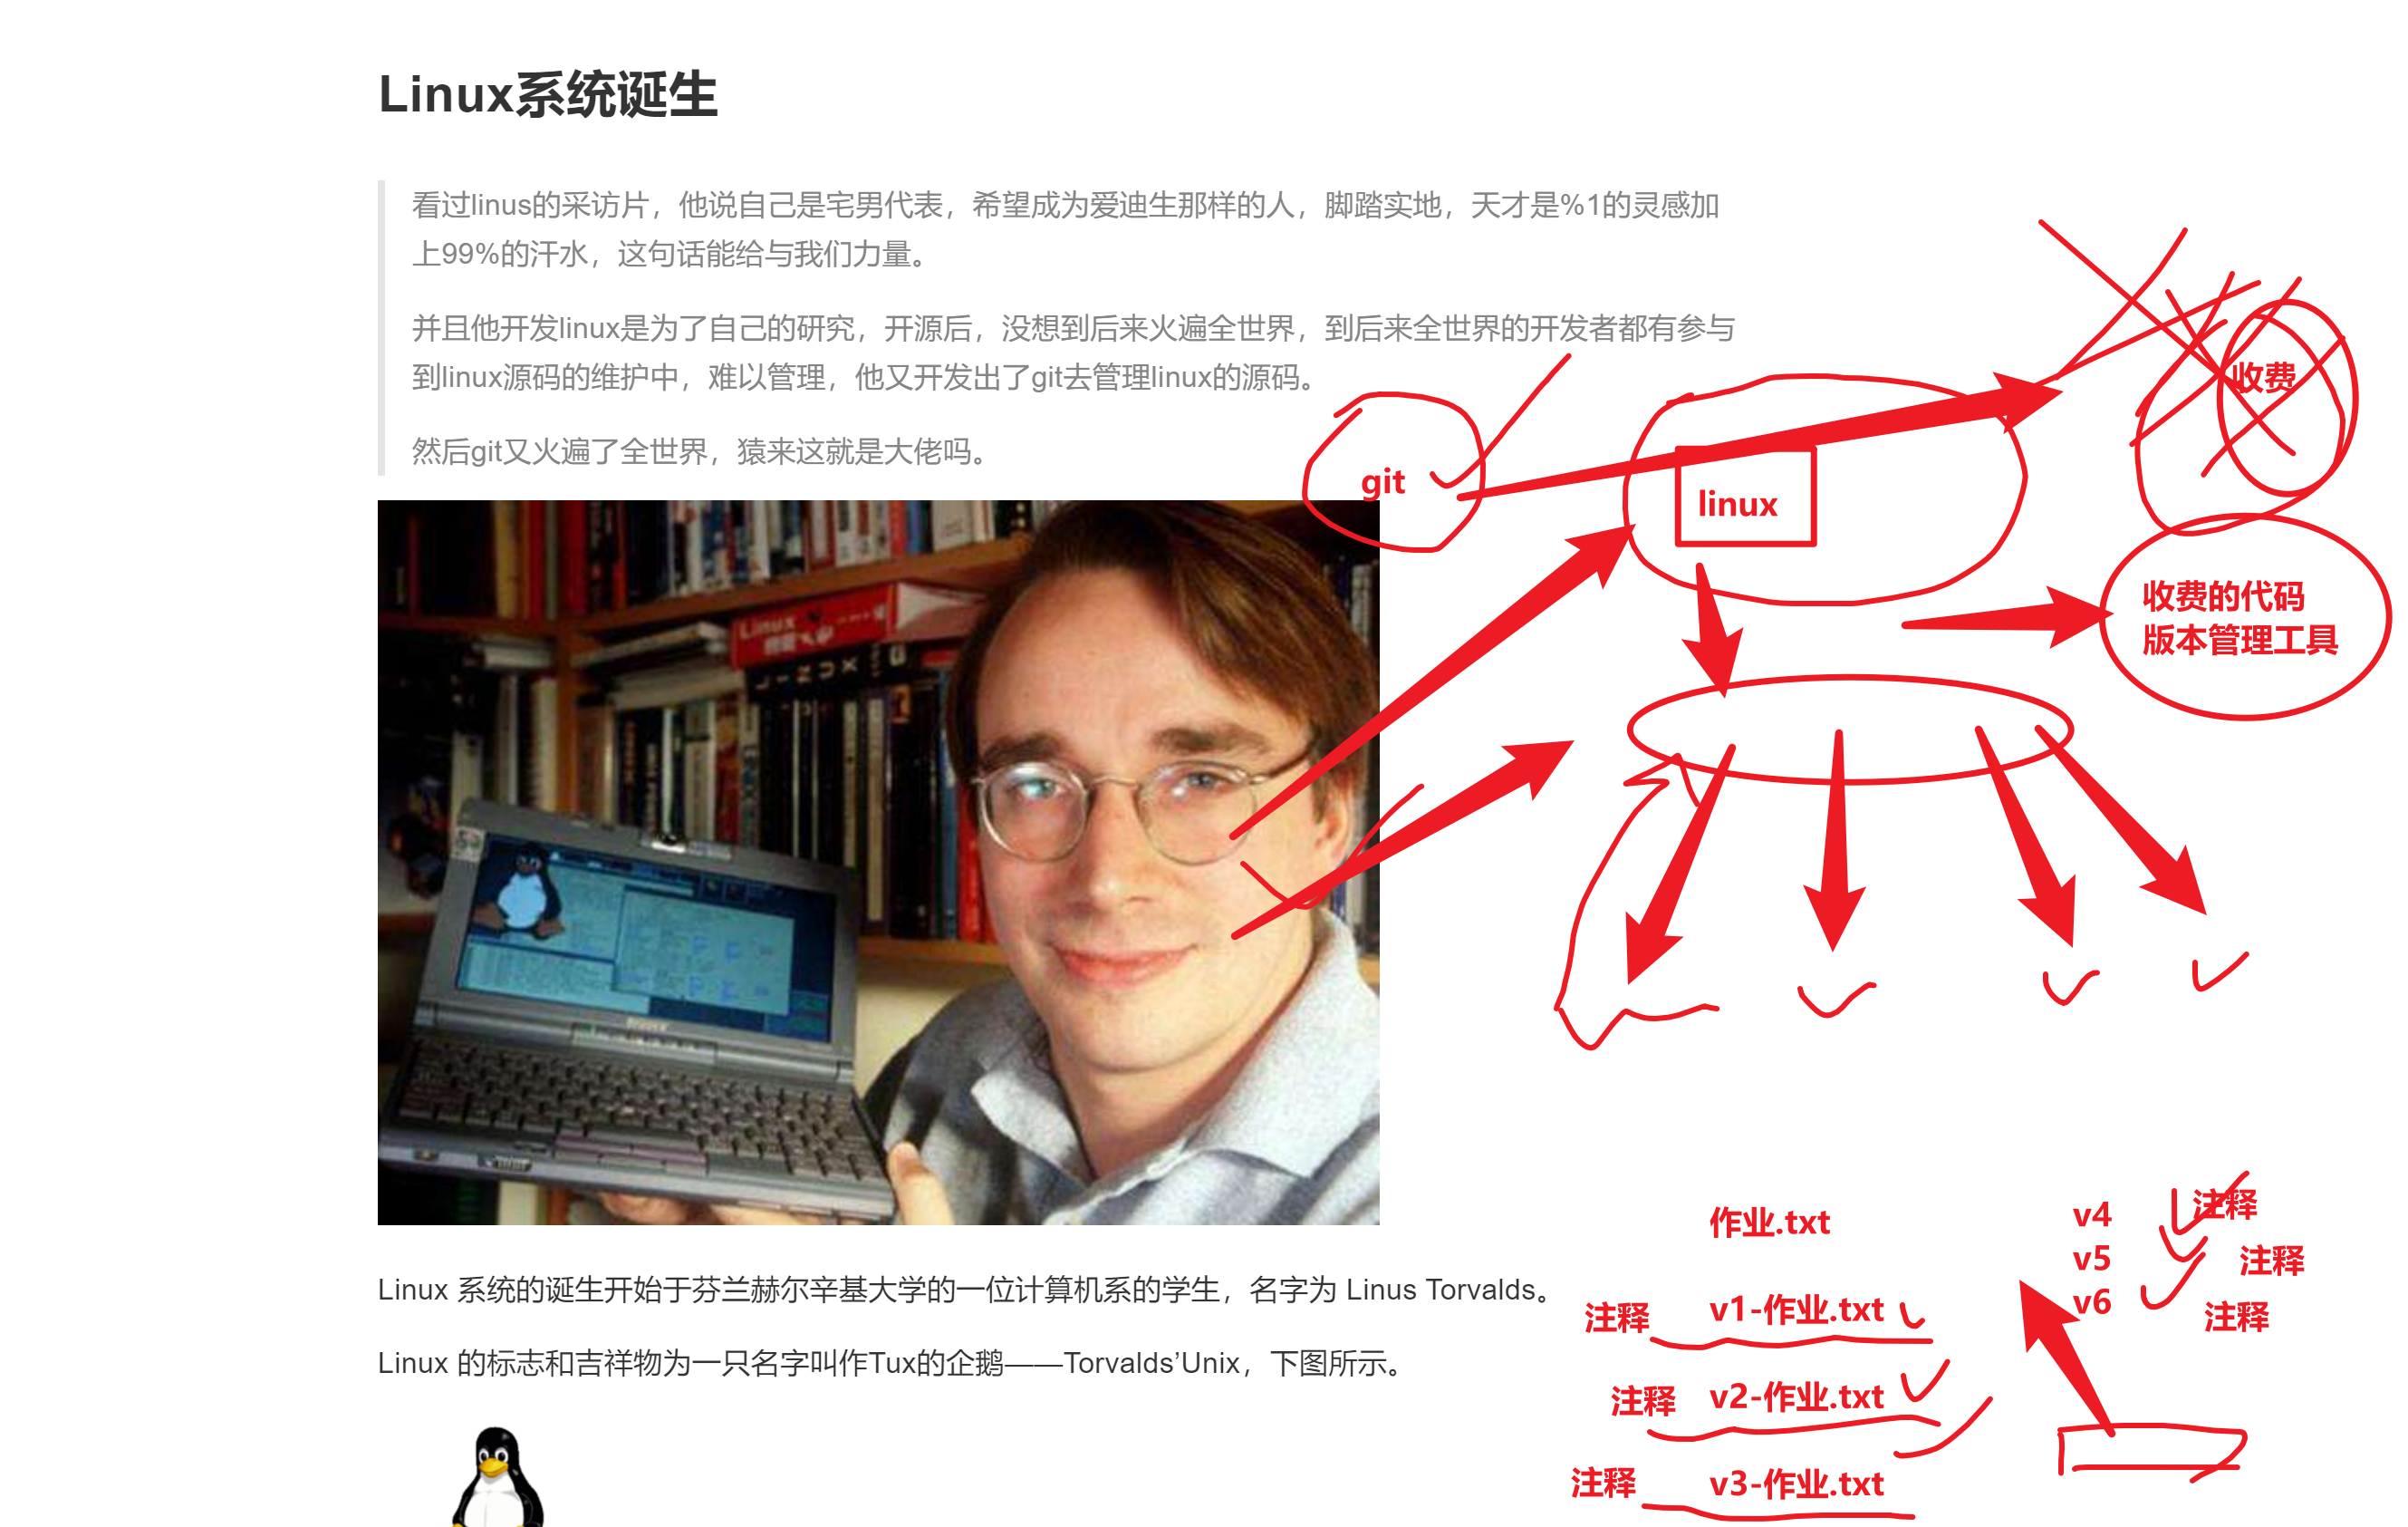 Linux系统诞生
看过linus的采访片，他说自己是宅男代表，希望成为爱迪生那样的人，脚踏实地，天才是%1的灵感加
上99%的汗水，这句话能给与我们力量。
并且他开发linux是为了自己的研究，开源后，没想到后来火遍全世界，到后来全世界的开发者都有参与
到linux源码的维护中，难以管理，他又开发出了git去管理linux的源码。
然后git又火遍了全世界，猿来这就是大佬吗。
收费
git
linux
收费的代码
版本管理工具
Linux
LINUX
Linux 系统的诞生开始于芬兰赫尔辛基大学的一位计算机系的学生，名字为 Linus Torvalds。
Linux 的标志和吉祥物为一只名字叫作Tux的企鹅——Torvalds’Unix，下图所示。
作业.txt
注释 v1-作业.txt
注释 v2-作业.txt
注释 v3-作业.txt
v4 注释
v5 注释
v6 注释